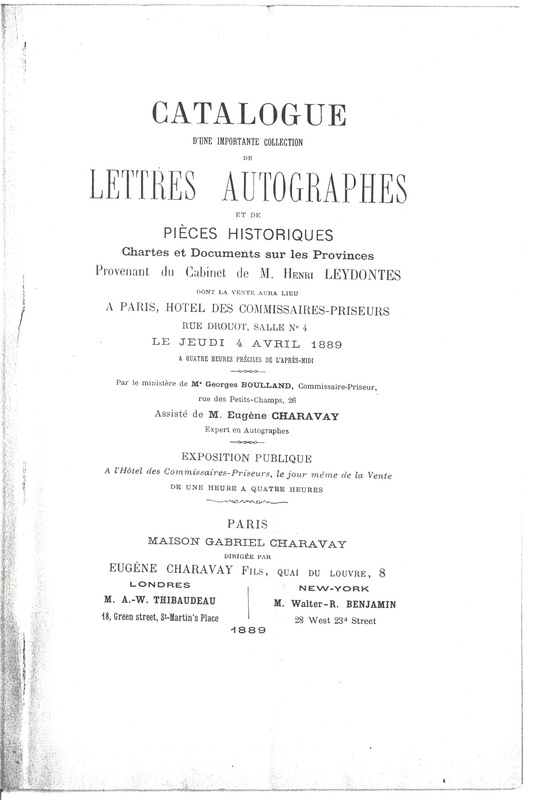 CATALOGUE
D'UNE IMPORTANTE COLLECTION
DE
LETTRES AUTOGRAPHES
ET DE
PIÈCES HISTORIQUES
Chartes et Documents sur les Provinces
Provenant du Cabinet de M. HENRI LEYDONTES
DONT LA VENTE AURA LIEU
A PARIS, HOTEL DES COMMISSAIRES-PRISEURS
RUE DROUOT, SALLE Nº 4
LE JEUDI 4 AVRIL 1889
A QUATRE HEURES PRÉCISES DE L'APRÈS-MIDI
Par le ministère de Mᵉ Georges BOULLAND, Commissaire-Priseur,
rue des Petits-Champs, 26
Assisté de M. Eugène CHARAVAY
Expert en Autographes
EXPOSITION PUBLIQUE
A l'Hôtel des Commissaires-Priseurs, le jour même de la Vente
DE UNE HEURE A QUATRE HEURES
PARIS
MAISON GABRIEL CHARAVAY
DIRIGÉE PAR
EUGÈNE CHARAVAY FILS, QUAI DU LOUVRE, 8
LONDRES
M. A.-W. THIBAUDEAU
18, Green street, St-Martin's Place
NEW-YORK
M. Walter-R. BENJAMIN
28 West 23ᵈ Street
1889